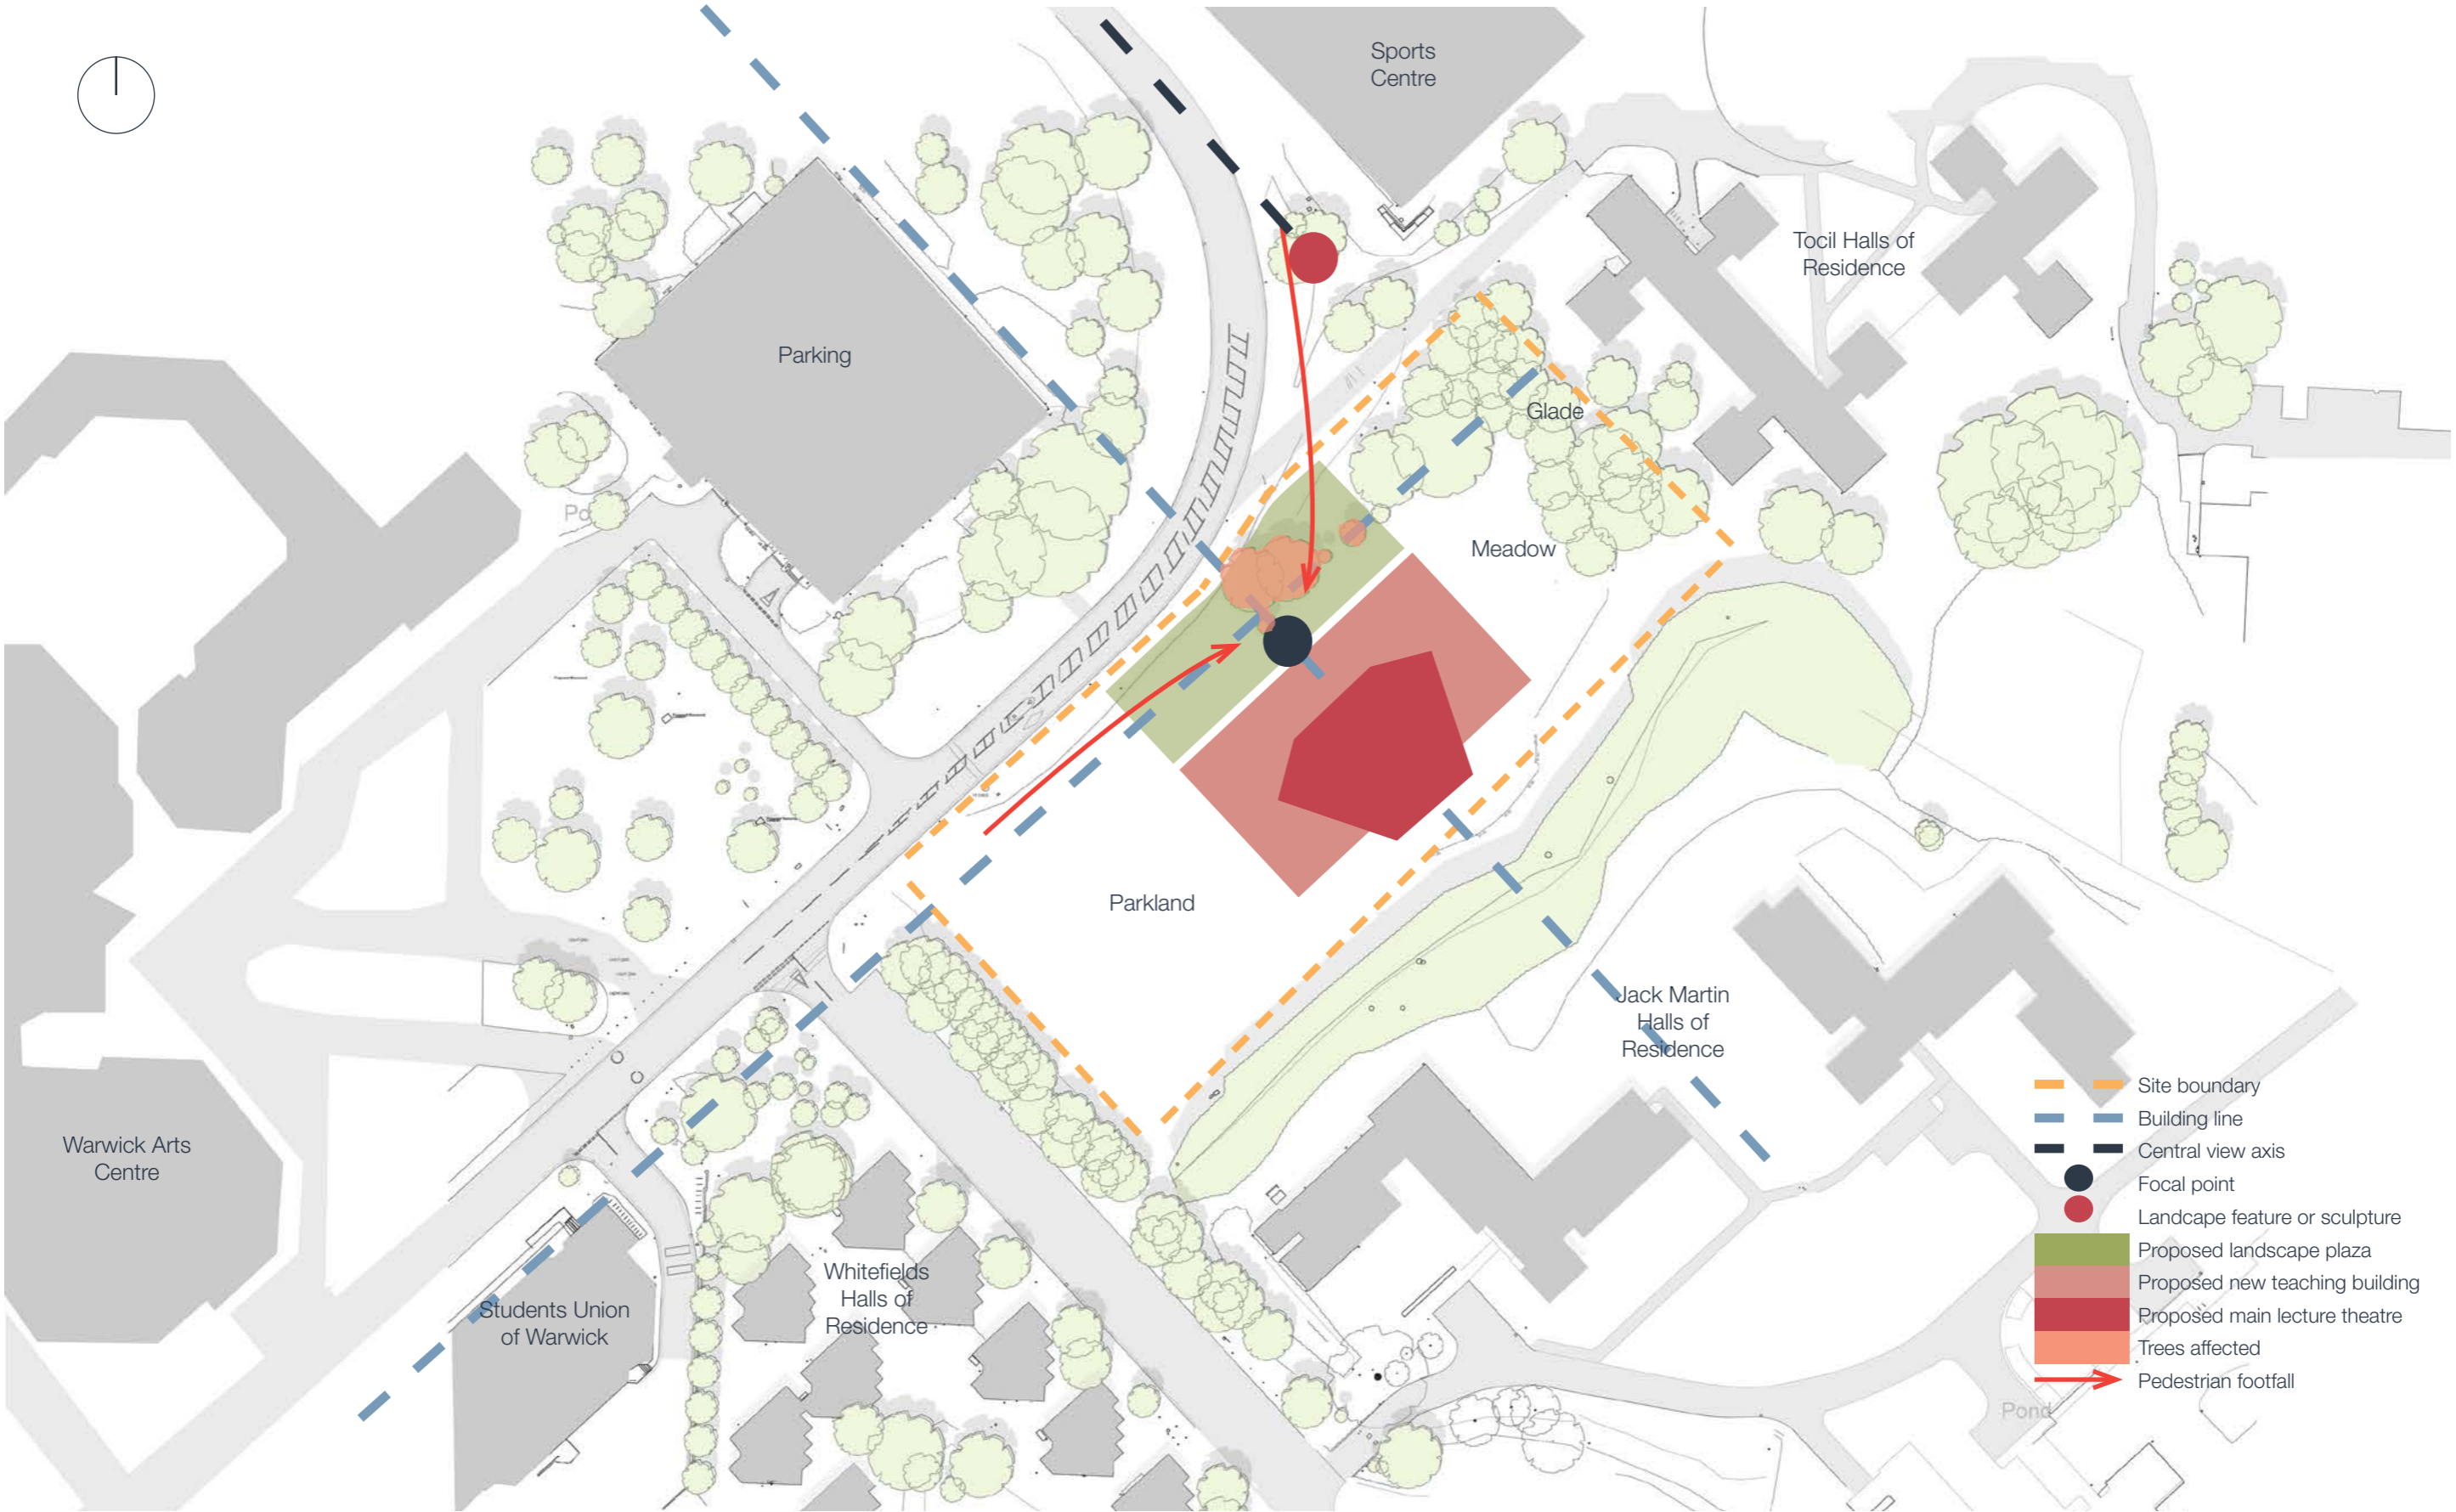 Sports
Centre
Tocil Halls of
Residence
Parking
Glade
Po
Meadow
Parkland
Jack Martin
Halls of
Residence
Warwick Arts
Centre
Whitefields
Halls of
Residence
Students Union
of Warwick
Site boundary
Building line
Central view axis
Focal point
Landcape feature or sculpture
Proposed landscape plaza
Proposed new teaching building
Proposed main lecture theatre
Trees affected
Pedestrian footfall
Pond